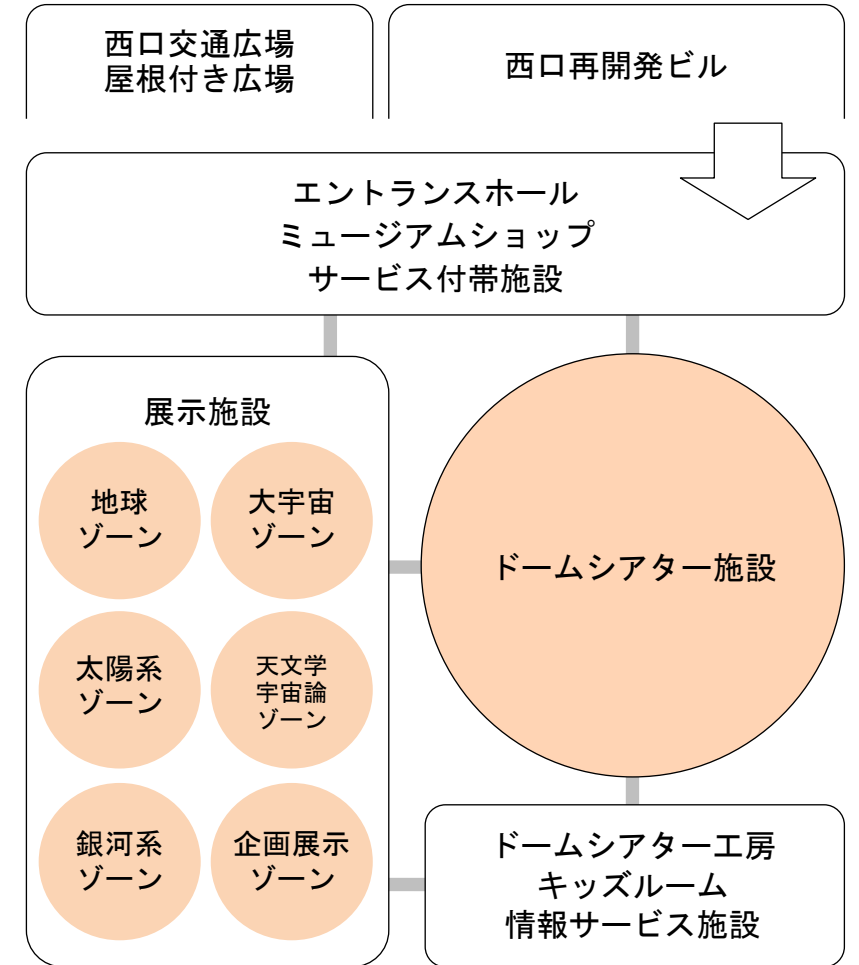 西口交通広場
屋根付き広場
西口再開発ビル
エントランスホール
ミュージアムショップ
サービス付帯施設
展示施設
地球
ゾーン
大宇宙
ゾーン
太陽系
ゾーン
天文学
宇宙論
ゾーン
銀河系
ゾーン
企画展示
ゾーン
ドームシアター施設
ドームシアター工房
キッズルーム
情報サービス施設